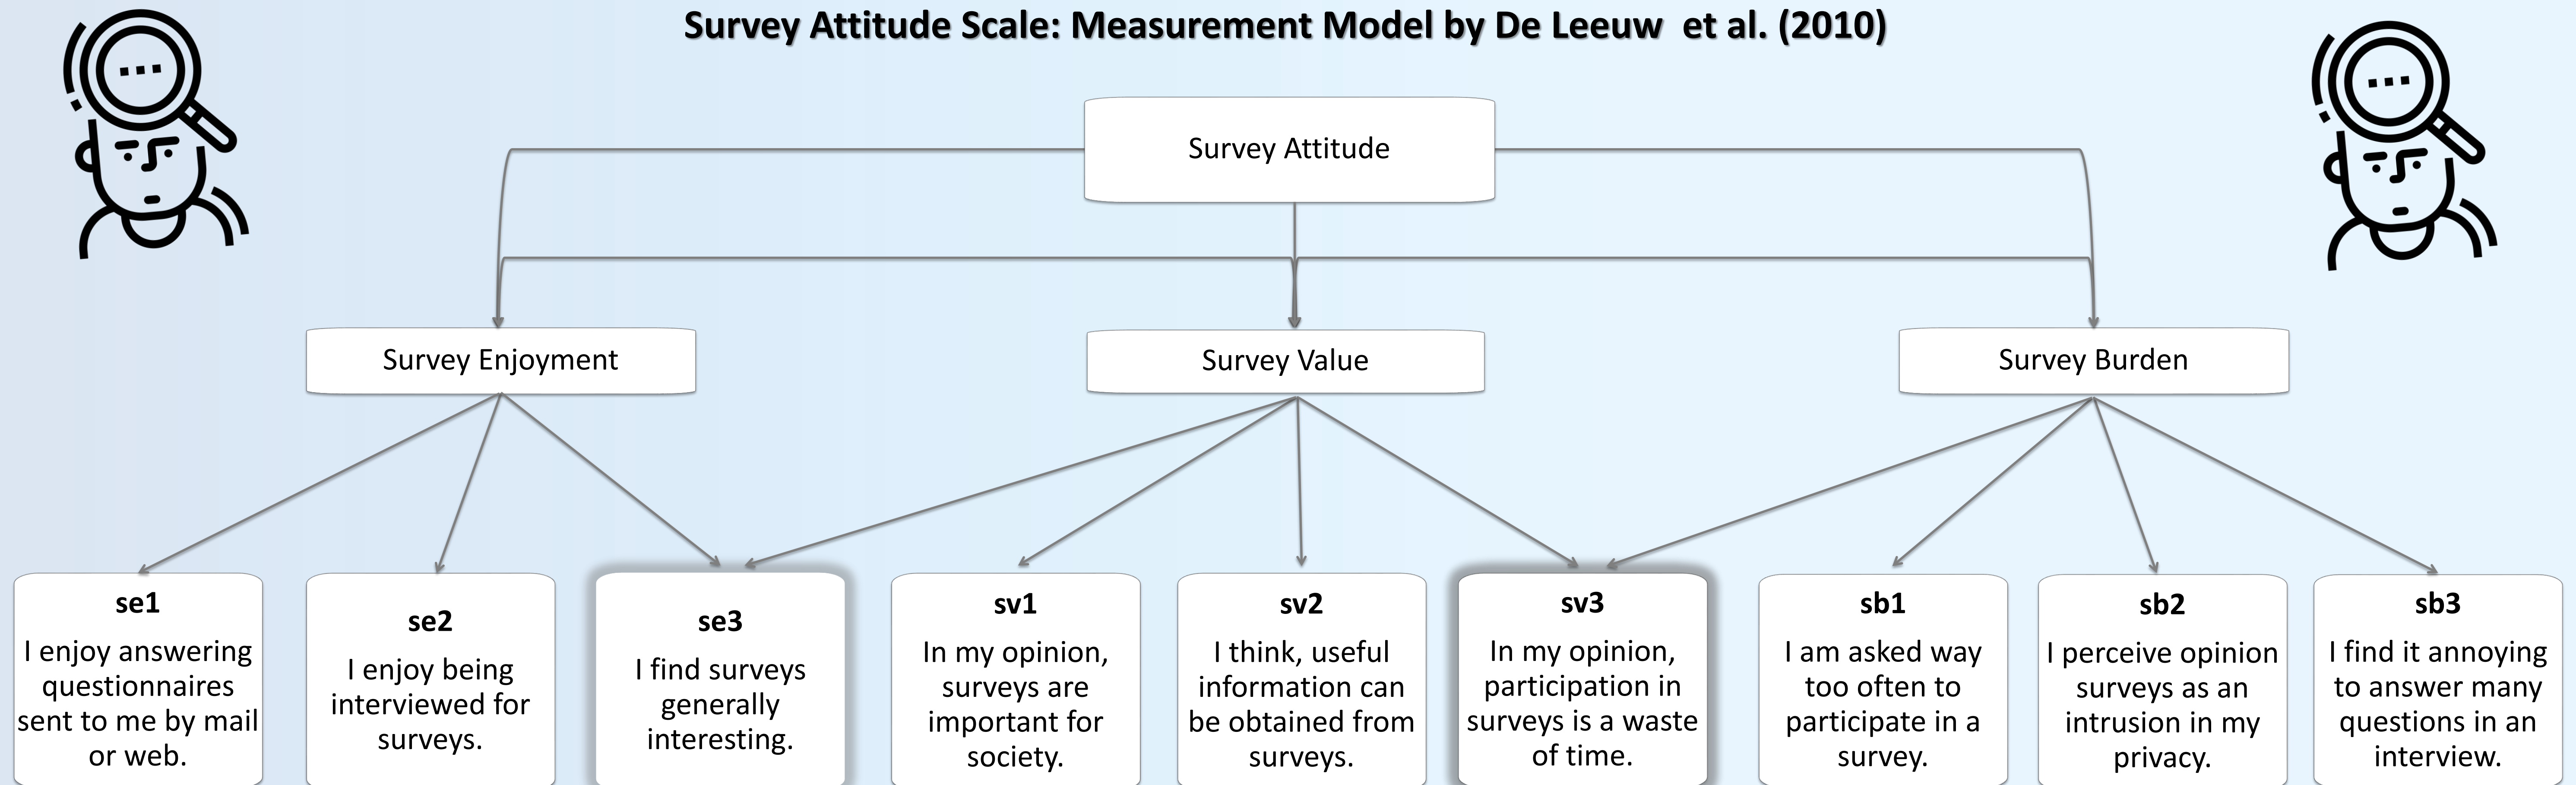 Survey Attitude Scale: Measurement Model by De Leeuw et al. (2010)
Survey Attitude
Survey Enjoyment
Survey Value
Survey Burden
se1
I enjoy answering
questionnaires
sent to me by mail
or web.
se2
I enjoy being
interviewed for
surveys.
se3
I find surveys
generally
interesting.
sv1
In my opinion,
surveys are
important for
society.
sv2
I think, useful
information can
be obtained from
surveys.
sv3
In my opinion,
participation in
surveys is a waste
of time.
sb1
I am asked way
too often to
participate in a
survey.
sb2
I perceive opinion
surveys as an
intrusion in my
privacy.
sb3
I find it annoying
to answer many
questions in an
interview.